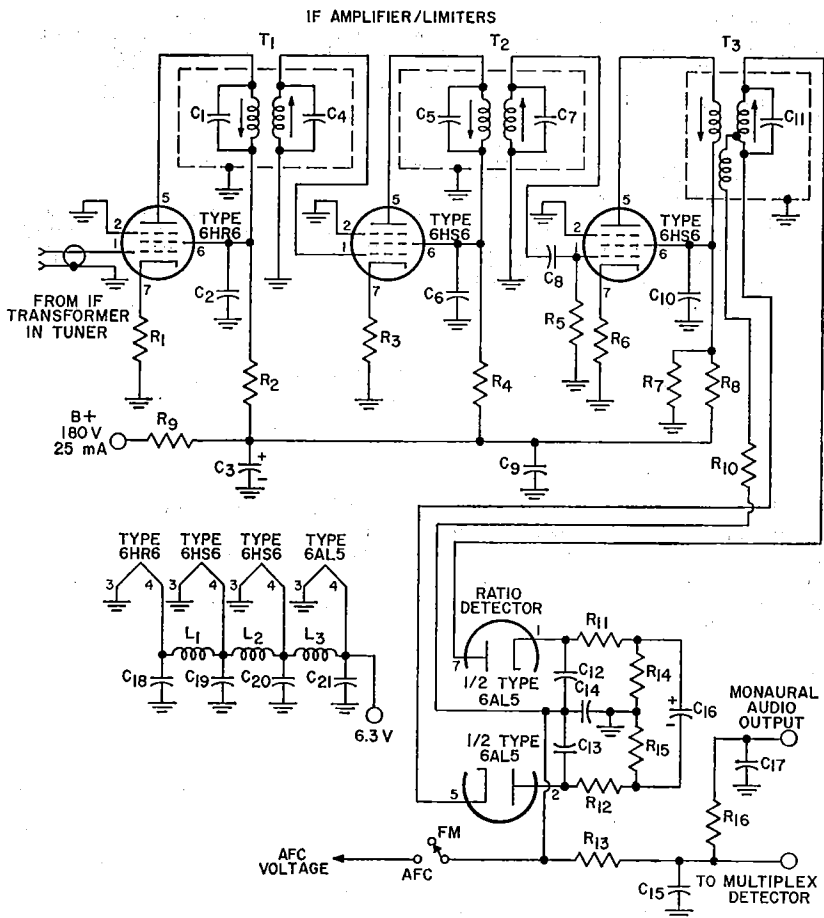 IF AMPLIFIER/LIMITERS
T1
T2
T3
C1
C4
C5
C7
C11
5
5
5
2
1
TYPE
6HR6
6
7
2
1
TYPE
6HS6
6
7
2
TYPE
6HS6
6
7
C8
FROM IF
TRANSFORMER
IN TUNER
C2
C6
C10
R1
R2
R3
R4
R5
R6
R7
R8
B+
180 V
25 mA
R9
C3
+
-
C9
R10
TYPE
6HR6
TYPE
6HS6
TYPE
6HS6
TYPE
6AL5
3
4
3
4
3
4
3
4
L1
L2
L3
C18
C19
C20
C21
6.3 V
RATIO
DETECTOR
7
1
1/2 TYPE
6AL5
R11
C12
C14
R14
C16
+
-
1/2 TYPE
6AL5
C13
R15
5
2
R12
MONAURAL
AUDIO
OUTPUT
C17
R16
AFC
VOLTAGE
FM
AFC
R13
C15
TO MULTIPLEX
DETECTOR